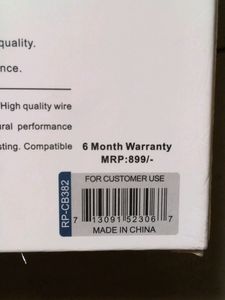 quality.
nce.
/High quality wire
ural performance
sting. Compatible
6 Month Warranty
MRP:899/-
FOR CUSTOMER USE
RP-CB382
7 13091 52306 7
MADE IN CHINA